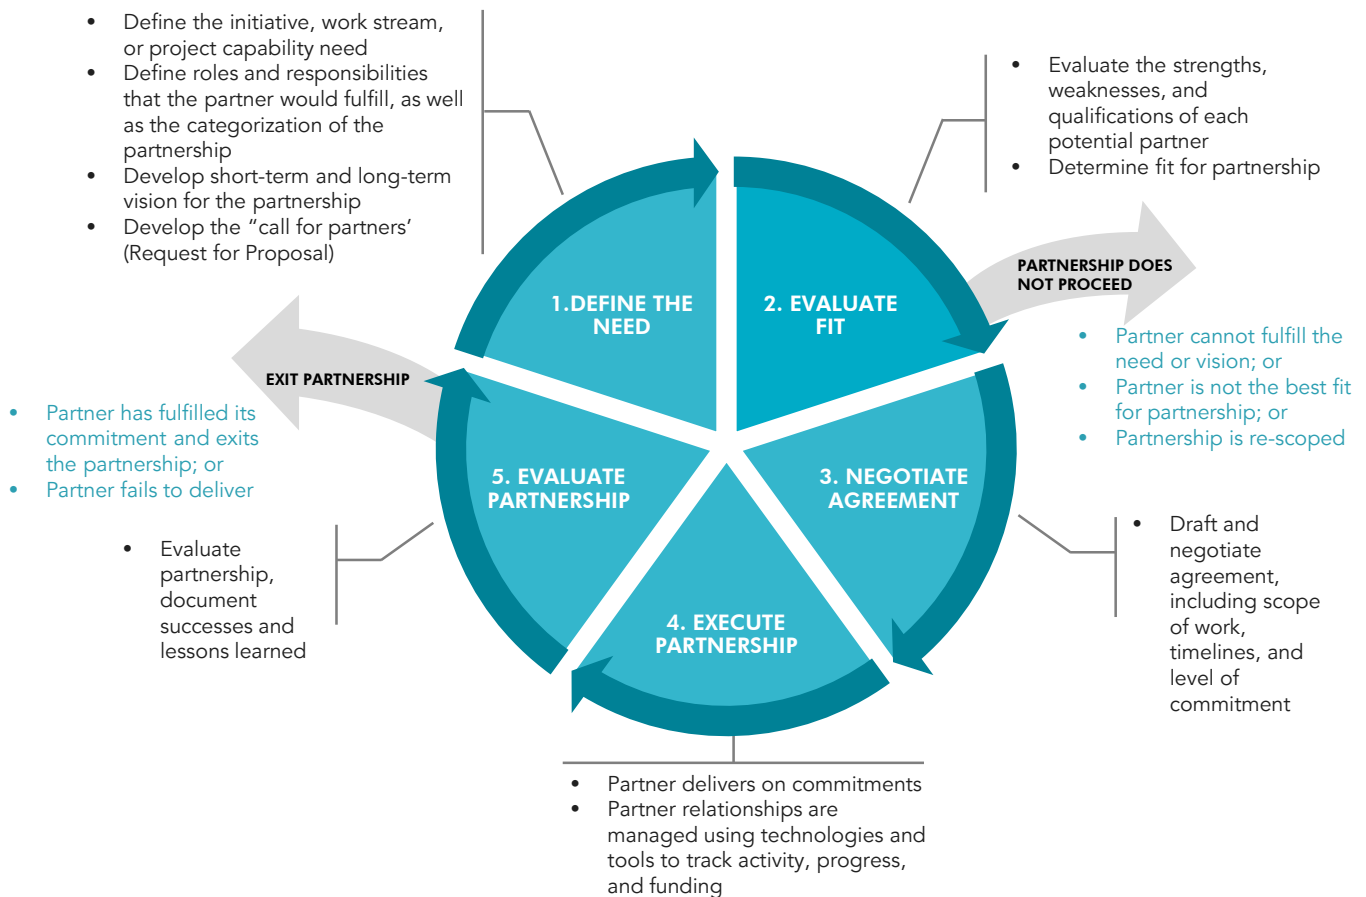 • Define the initiative, work stream,
or project capability need
• Define roles and responsibilities
that the partner would fulfill, as well
as the categorization of the
partnership
• Develop short-term and long-term
vision for the partnership
• Develop the “call for partners’
(Request for Proposal)
• Evaluate the strengths,
weaknesses, and
qualifications of each
potential partner
• Determine fit for partnership
PARTNERSHIP DOES
NOT PROCEED
• Partner cannot fulfill the
need or vision; or
• Partner is not the best fit
for partnership; or
• Partnership is re-scoped
1.DEFINE THE
NEED
2. EVALUATE
FIT
EXIT PARTNERSHIP
• Partner has fulfilled its
commitment and exits
the partnership; or
• Partner fails to deliver
5. EVALUATE
PARTNERSHIP
3. NEGOTIATE
AGREEMENT
• Evaluate
partnership,
document
successes and
lessons learned
• Draft and
negotiate
agreement,
including scope
of work,
timelines, and
level of
commitment
4. EXECUTE
PARTNERSHIP
• Partner delivers on commitments
• Partner relationships are
managed using technologies and
tools to track activity, progress,
and funding